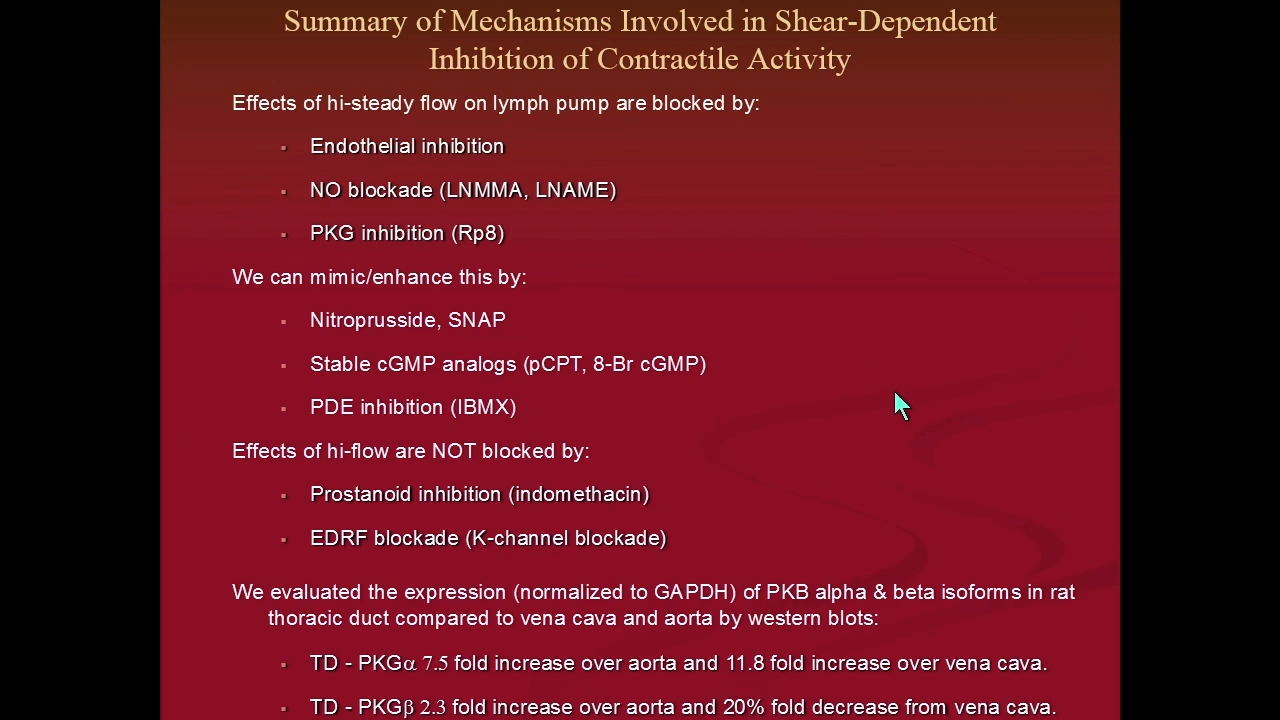 Summary of Mechanisms Involved in Shear-Dependent
Inhibition of Contractile Activity
Effects of hi-steady flow on lymph pump are blocked by:
▪ Endothelial inhibition
▪ NO blockade (LNMMA, LNAME)
▪ PKG inhibition (Rp8)
We can mimic/enhance this by:
▪ Nitroprusside, SNAP
▪ Stable cGMP analogs (pCPT, 8-Br cGMP)
▪ PDE inhibition (IBMX)
Effects of hi-flow are NOT blocked by:
▪ Prostanoid inhibition (indomethacin)
▪ EDRF blockade (K-channel blockade)
We evaluated the expression (normalized to GAPDH) of PKB alpha & beta isoforms in rat
thoracic duct compared to vena cava and aorta by western blots:
▪ TD - PKGα 7.5 fold increase over aorta and 11.8 fold increase over vena cava.
▪ TD - PKGβ 2.3 fold increase over aorta and 20% fold decrease from vena cava.